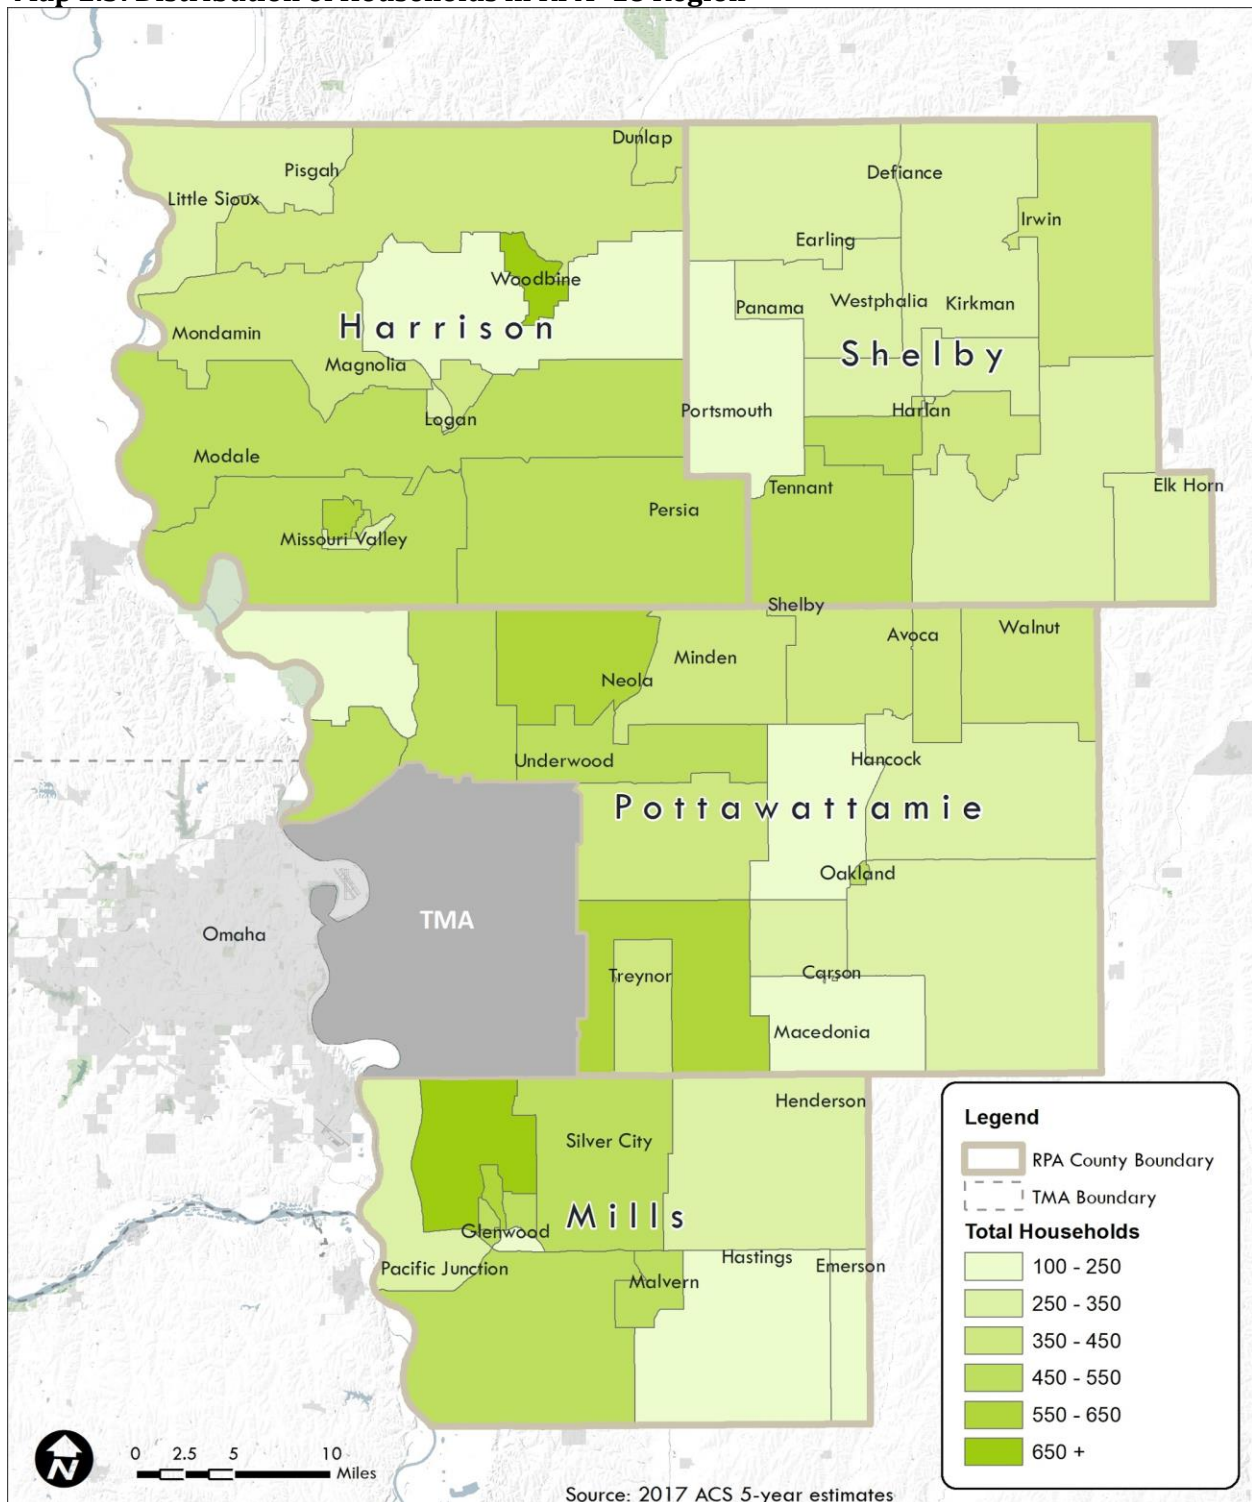 Dunlap
Pisgah
Little Sioux
Defiance
Irwin
Earling
Woodbine
Panama
Westphalia
Kirkman
Harrison
Mondamin
Shelby
Magnolia
Portsmouth
Harlan
Logan
Modale
Tennant
Elk Horn
Persia
Missouri Valley
Shelby
Avoca
Walnut
Minden
Neola
Underwood
Hancock
Pottawattamie
Oakland
TMA
Omaha
Treynor
Carson
Macedonia
Henderson
Silver City
Mills
Glenwood
Pacific Junction
Hastings
Emerson
Malvern
Legend
RPA County Boundary
TMA Boundary
Total Households
100 - 250
250 - 350
350 - 450
450 - 550
550 - 650
650 +
N
0 2.5 5 10
Miles
Source: 2017 ACS 5-year estimates